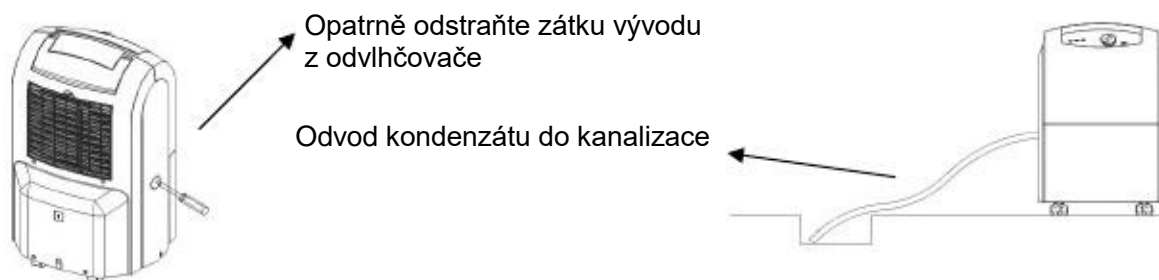 Opatrně odstraňte zátku vývodu
z odvlhčovače
Odvod kondenzátu do kanalizace